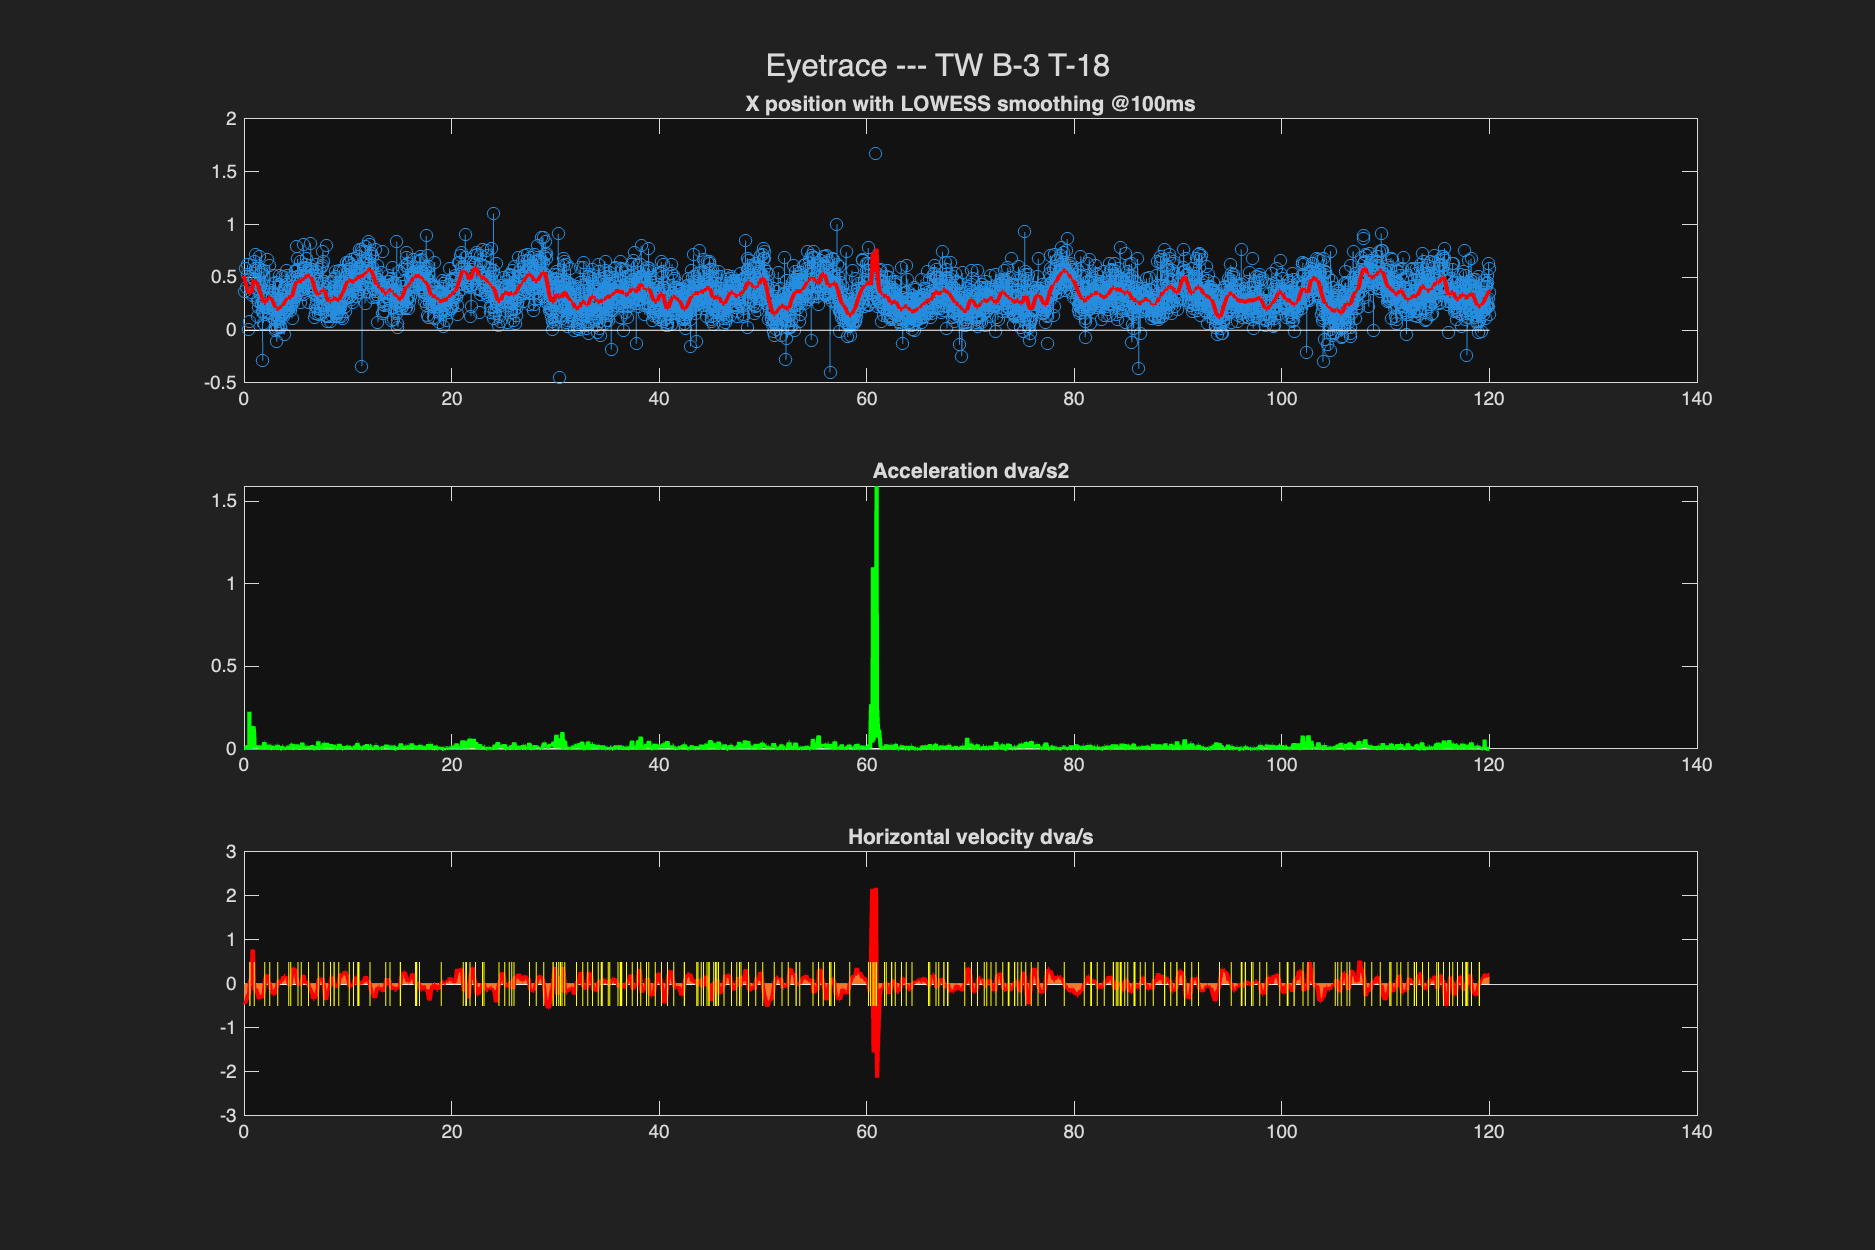 Eyetrace --- TW B-3 T-18
X position with LOWESS smoothing @100ms
2
1.5
1
0.5
0
-0.5
0 20 40 60 80 100 120 140
Acceleration dva/s2
1.5
1
0.5
0
0 20 40 60 80 100 120 140
Horizontal velocity dva/s
3
2
1
0
-1
-2
-3
0 20 40 60 80 100 120 140